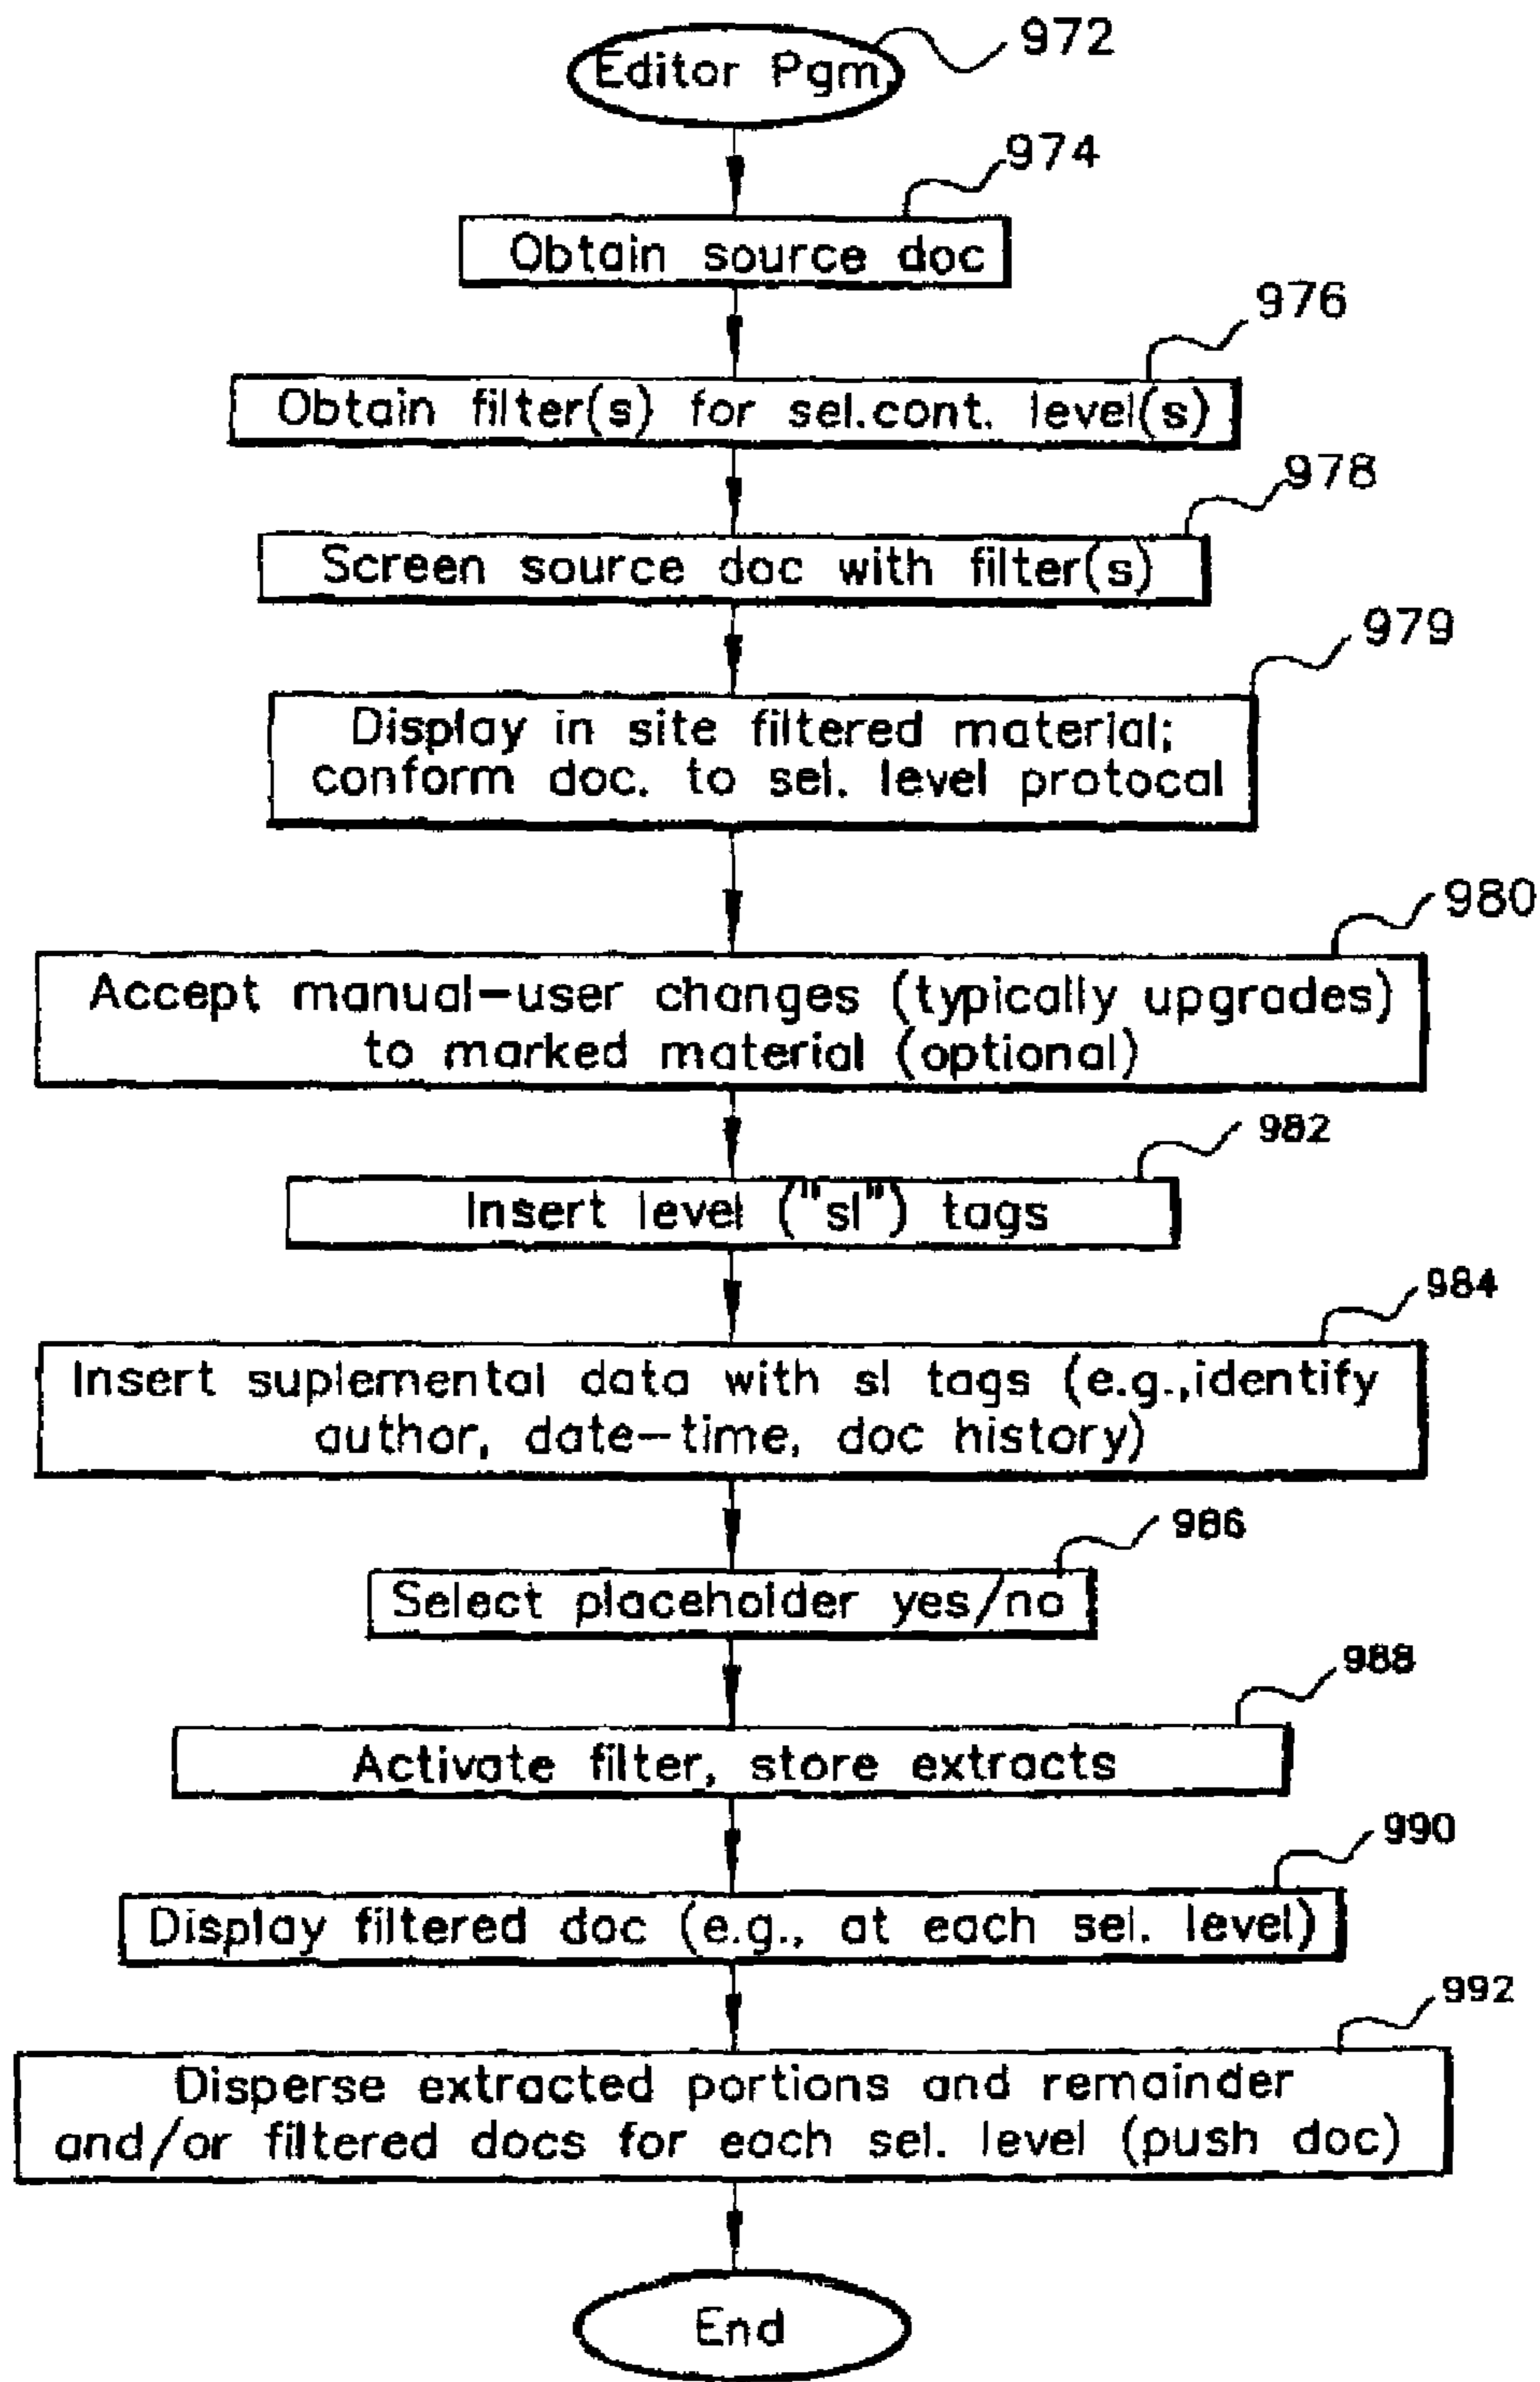 972
Editor Pgm
974
Obtain source doc
976
Obtain filter(s) for sel.cont. level(s)
978
Screen source doc with filter(s)
979
Display in site filtered material;
conform doc. to sel. level protocal
980
Accept manual-user changes (typically upgrades)
to marked material (optional)
982
Insert level ("sl") tags
984
Insert suplemental data with sl tags (e.g.,identify
author, date-time, doc history)
986
Select placeholder yes/no
988
Activate filter, store extracts
990
Display filtered doc (e.g., at each sel. level)
992
Disperse extracted portions and remainder
and/or filtered docs for each sel. level (push doc)
End